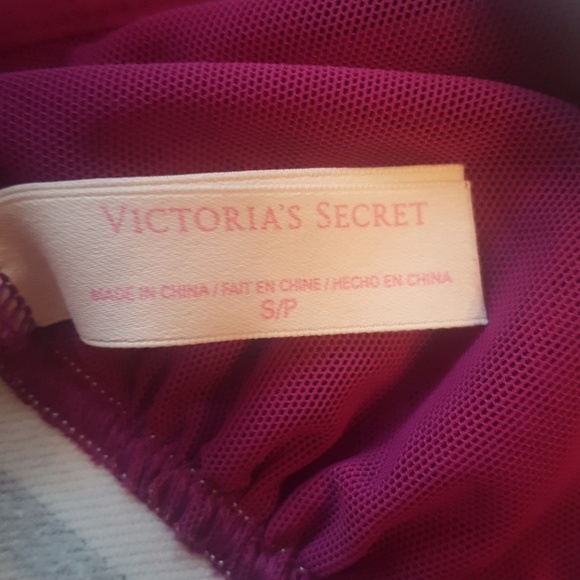 VICTORIA'S SECRET
MADE IN CHINA / FAIT EN CHINE / HECHO EN CHINA
S/P